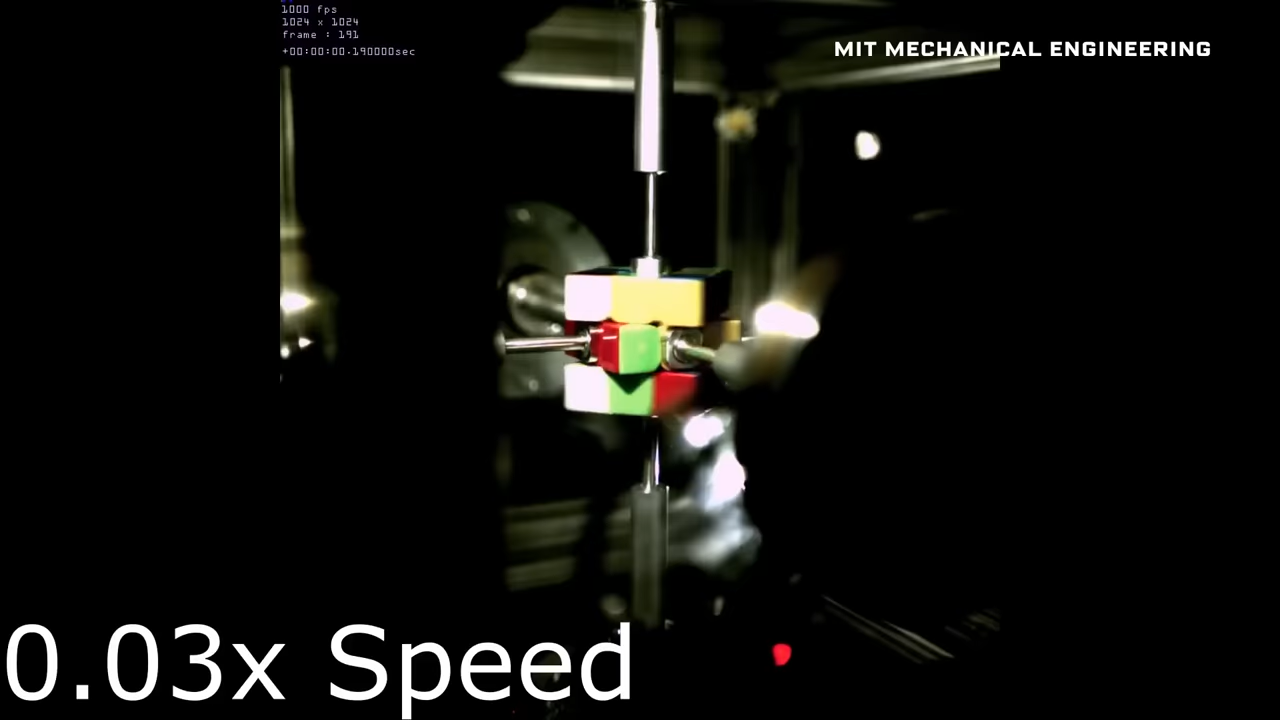 1000 fps
1024 x 1024
frame : 191
+00:00:00.190000sec
MIT MECHANICAL ENGINEERING
0.03x Speed